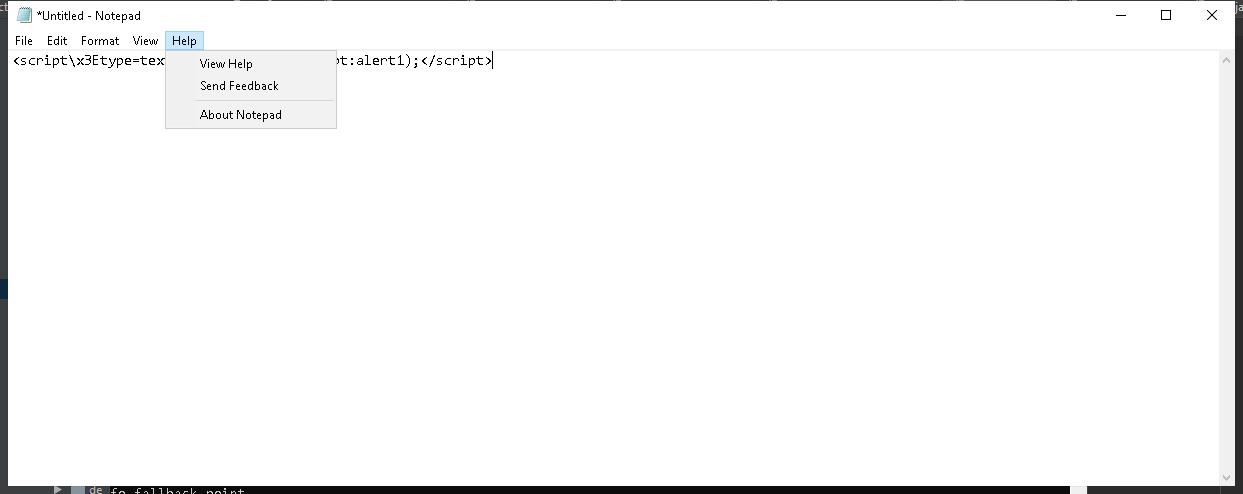 *Untitled - Notepad
File Edit Format View Help
<script\x3Etype=tex pt:alert1);</script>
View Help
Send Feedback
About Notepad
de fo fallback point